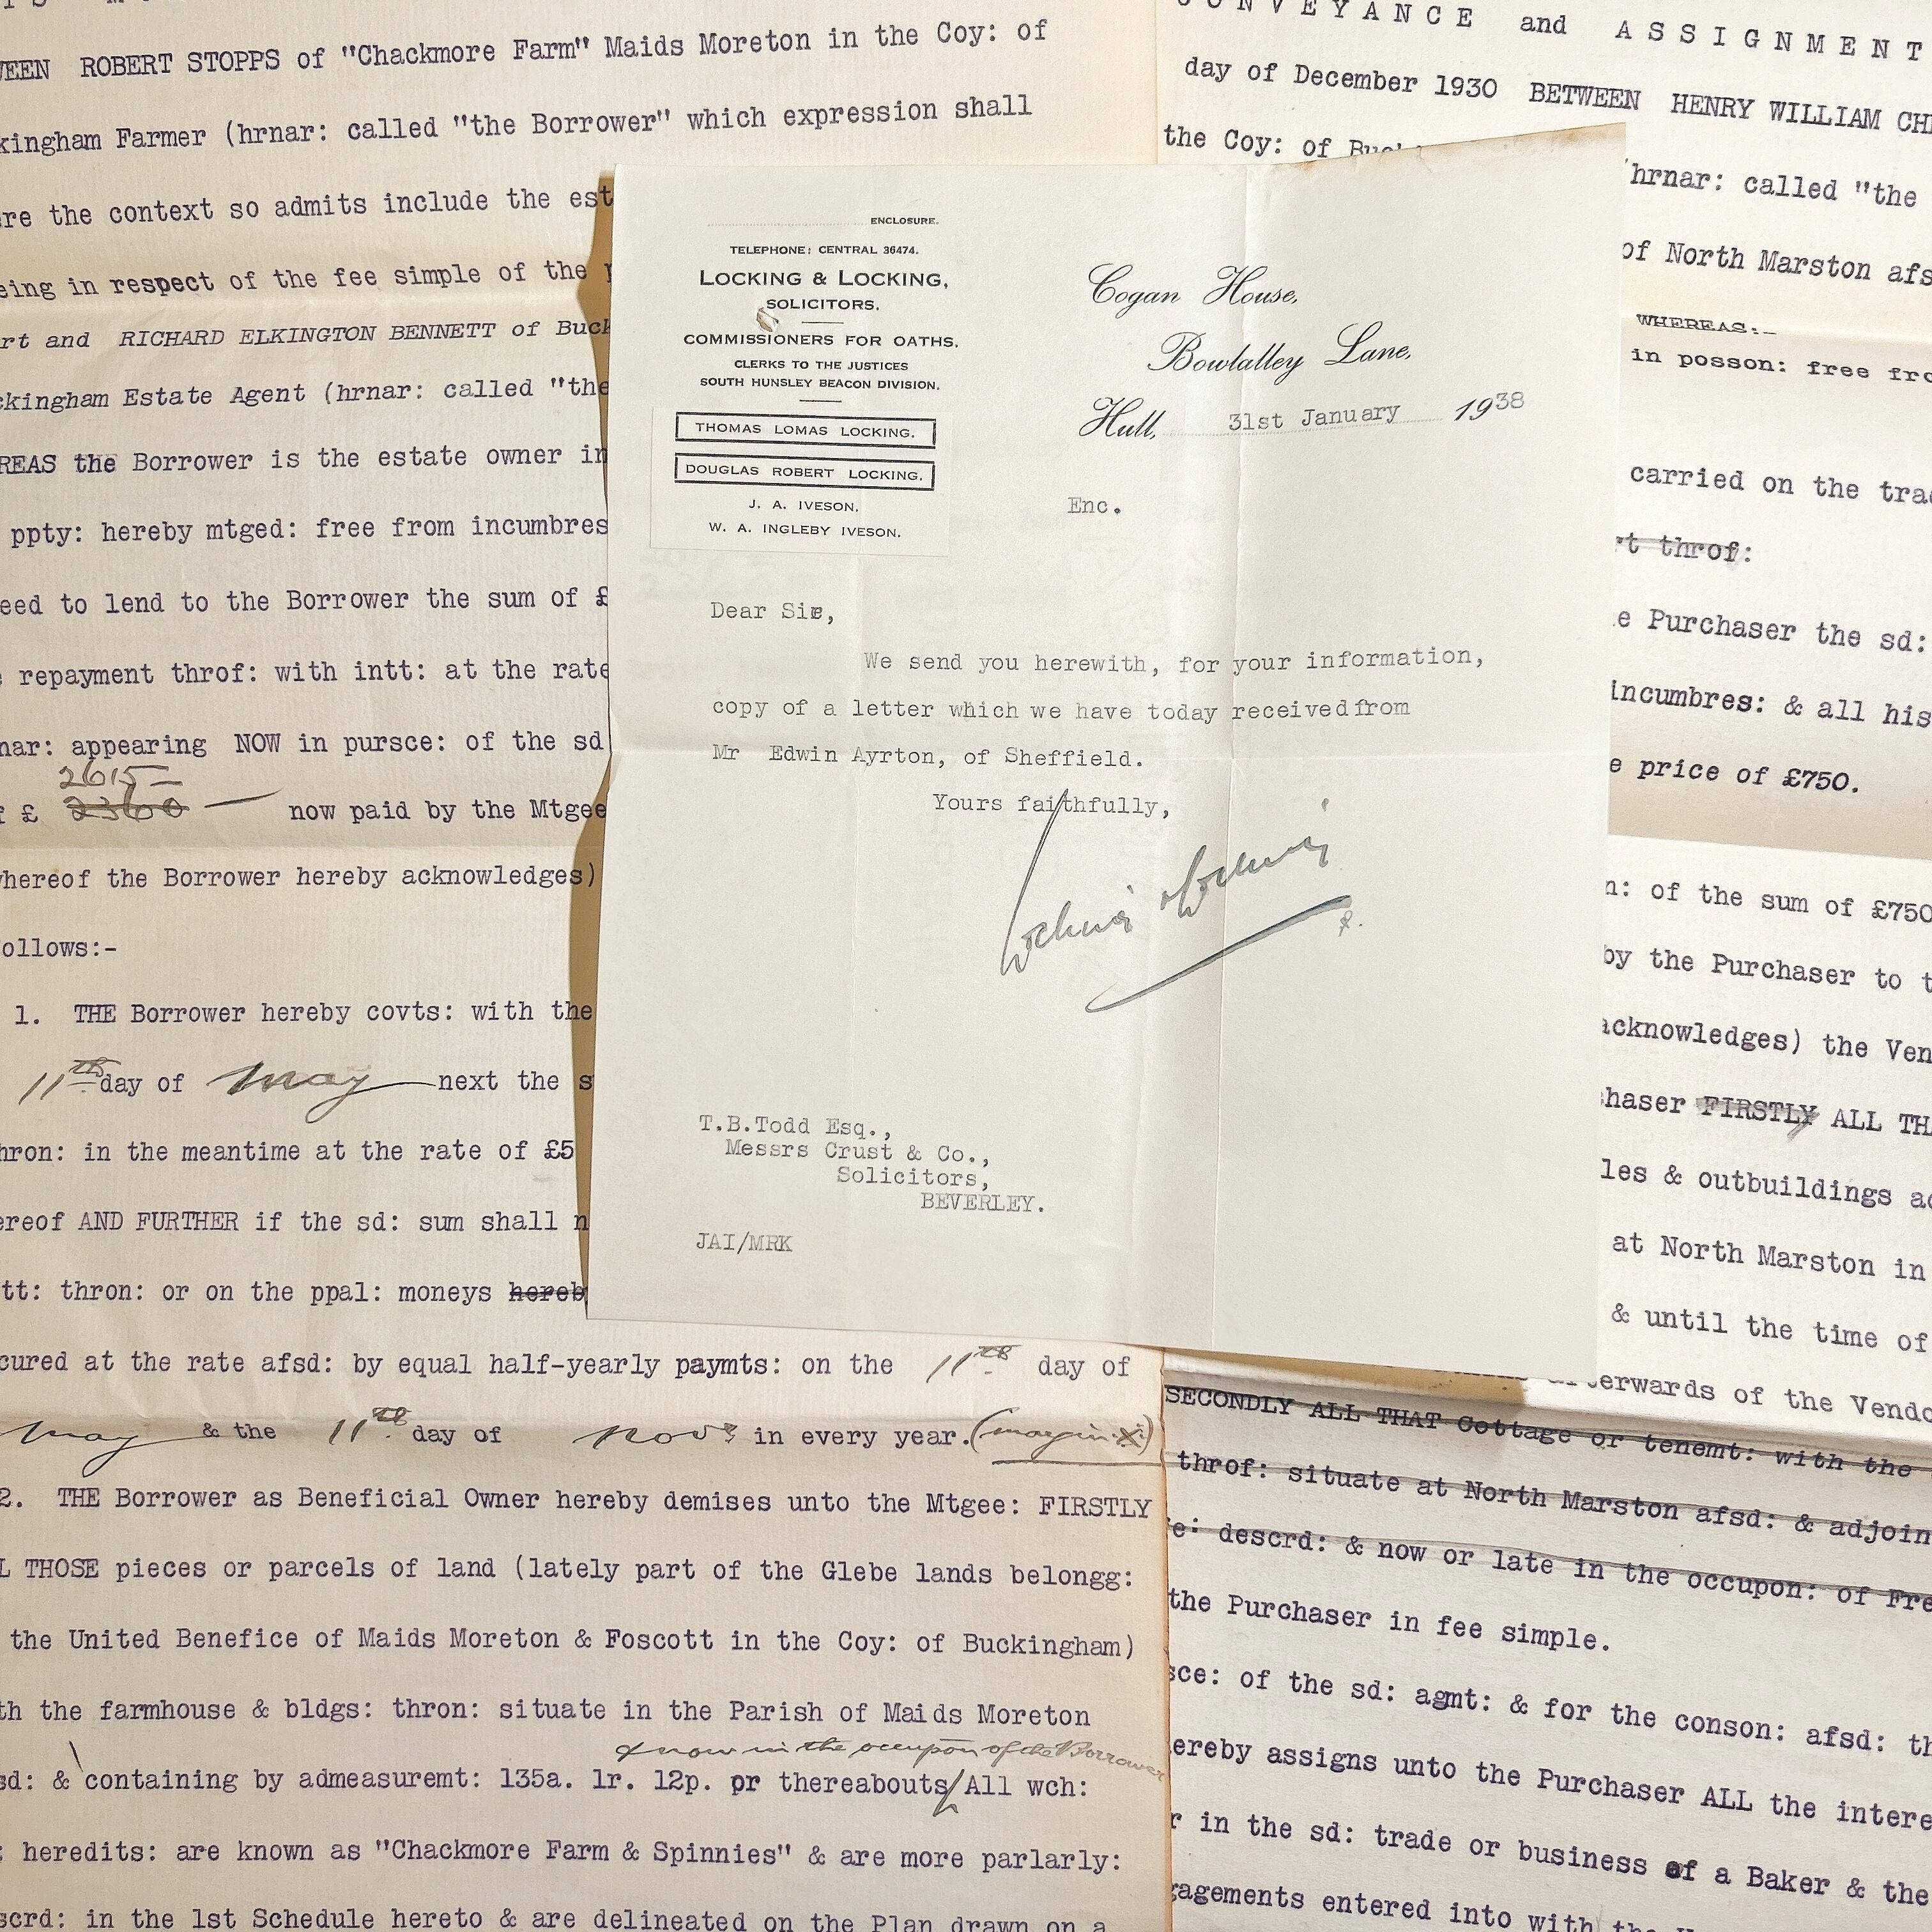 WEEN ROBERT STOPPS of "Chackmore Farm" Maids Moreton in the Coy: of
kingham Farmer (hrnar: called "the Borrower" which expression shall
ere the context so admits include the est
eing in respect of the fee simple of the p
rt and RICHARD ELKINGTON BENNETT of Buck
ckingham Estate Agent (hrnar: called "the
REAS the Borrower is the estate owner in
ppty: hereby mtged: free from incumbres
eed to lend to the Borrower the sum of £
e repayment throf: with intt: at the rate
nar: appearing NOW in pursce: of the sd
2615-
f £ 2360 now paid by the Mtgee
whereof the Borrower hereby acknowledges)
ollows:-
1. THE Borrower hereby covts: with the
11th day of May next the s
hron: in the meantime at the rate of £5
ereof AND FURTHER if the sd: sum shall n
tt: thron: or on the ppal: moneys hereb
cured at the rate afsd: by equal half-yearly paymts: on the 11th day of
May & the 11th day of Novr in every year. (margin X)
2. THE Borrower as Beneficial Owner hereby demises unto the Mtgee: FIRSTLY
L THOSE pieces or parcels of land (lately part of the Glebe lands belongg:
the United Benefice of Maids Moreton & Foscott in the Coy: of Buckingham)
th the farmhouse & bldgs: thron: situate in the Parish of Maids Moreton
& now in the occupon of the Borrower
sd: & containing by admeasuremt: 135a. 1r. 12p. or thereabouts/All wch:
heredits: are known as "Chackmore Farm & Spinnies" & are more parlarly:
scrd: in the 1st Schedule hereto & are delineated on the Plan drawn on a
ENCLOSURE.
TELEPHONE: CENTRAL 36474.
LOCKING & LOCKING,
SOLICITORS.
COMMISSIONERS FOR OATHS.
CLERKS TO THE JUSTICES
SOUTH HUNSLEY BEACON DIVISION.
THOMAS LOMAS LOCKING.
DOUGLAS ROBERT LOCKING.
J. A. IVESON.
W. A. INGLEBY IVESON.
Cogan House,
Bowlalley Lane,
Hull, 31st January 1938
Enc.
Dear Sir,
We send you herewith, for your information,
copy of a letter which we have today received from
Mr Edwin Ayrton, of Sheffield.
Yours faithfully,
Locking & Locking
T.B.Todd Esq.,
Messrs Crust & Co.,
Solicitors,
BEVERLEY.
JAI/MRK
CONVEYANCE and ASSIGNMENT
day of December 1930 BETWEEN HENRY WILLIAM CH
the Coy: of Buc
hrnar: called "the
of North Marston afs
WHEREAS:-
in posson: free fro
carried on the tra
rt throf:
e Purchaser the sd:
incumbres: & all his
e price of £750.
n: of the sum of £750
by the Purchaser to t
acknowledges) the Ven
chaser FIRSTLY ALL TH
les & outbuildings a
at North Marston in
& until the time of
erwards of the Vendo
SECONDLY ALL THAT Cottage or tenemt: with the
throf: situate at North Marston afsd: & adjoin
e: descrd: & now or late in the occupon: of Fre
the Purchaser in fee simple.
sce: of the sd: agmt: & for the conson: afsd: th
ereby assigns unto the Purchaser ALL the intere
r in the sd: trade or business of a Baker & the
gagements entered into with the